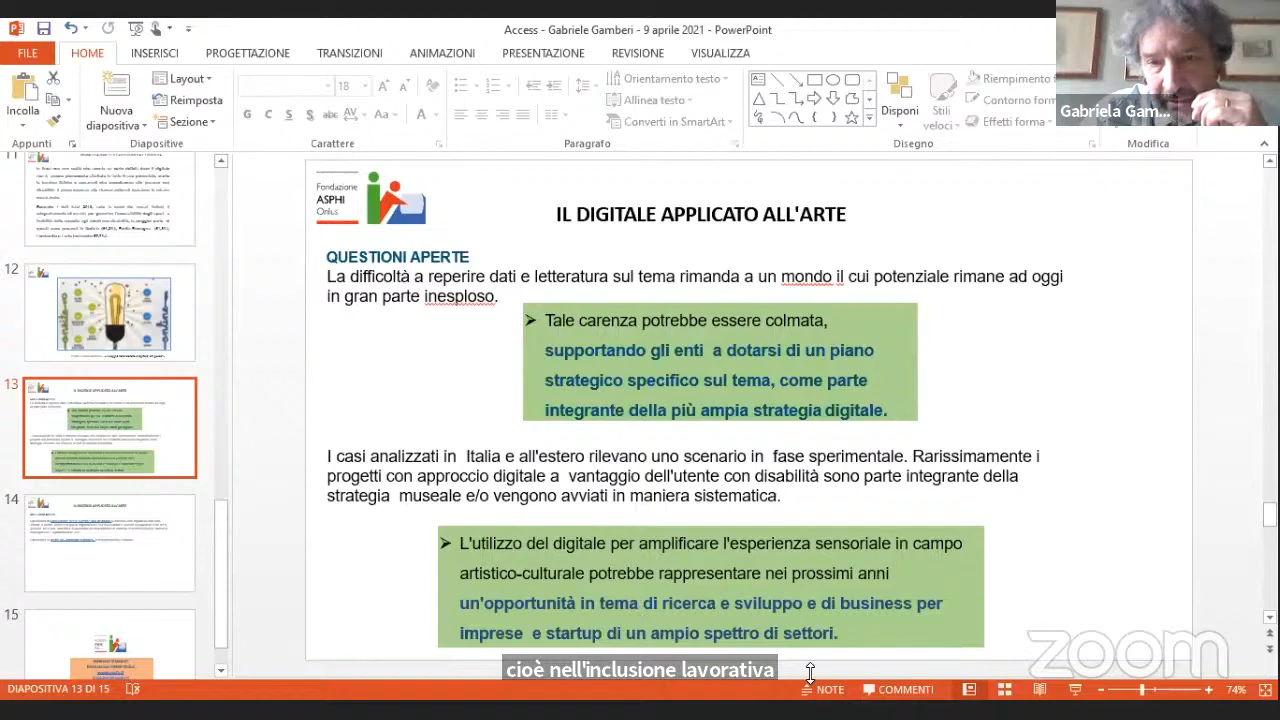 Access - Gabriele Gamberi - 9 aprile 2021 - PowerPoint
FILE
HOME
INSERISCI
PROGETTAZIONE
TRANSIZIONI
ANIMAZIONI
PRESENTAZIONE
REVISIONE
VISUALIZZA
Gabriela Gam...
Incolla
Nuova
diapositiva
Layout
Reimposta
Sezione
18
G C S S abc AV Aa A
Orientamento testo
Allinea testo
Converti in SmartArt
Disponi
Stili
veloci
Riempimento f
Contorno form
Effetti forma
Appunti
Diapositive
Carattere
Paragrafo
Disegno
Modifica
11
12
13
14
15
Fondazione
ASPHI
Onlus
IL DIGITALE APPLICATO ALL'ARTE
QUESTIONI APERTE
La difficoltà a reperire dati e letteratura sul tema rimanda a un mondo il cui potenziale rimane ad oggi
in gran parte inesploso.
➤ Tale carenza potrebbe essere colmata,
supportando gli enti a dotarsi di un piano
strategico specifico sul tema, come parte
integrante della più ampia strategia digitale.
I casi analizzati in Italia e all'estero rilevano uno scenario in fase sperimentale. Rarissimamente i
progetti con approccio digitale a vantaggio dell'utente con disabilità sono parte integrante della
strategia museale e/o vengono avviati in maniera sistematica.
➤ L'utilizzo del digitale per amplificare l'esperienza sensoriale in campo
artistico-culturale potrebbe rappresentare nei prossimi anni
un'opportunità in tema di ricerca e sviluppo e di business per
imprese e startup di un ampio spettro di settori.
zoom
cioè nell'inclusione lavorativa
DIAPOSITIVA 13 DI 15
NOTE
COMMENTI
74%